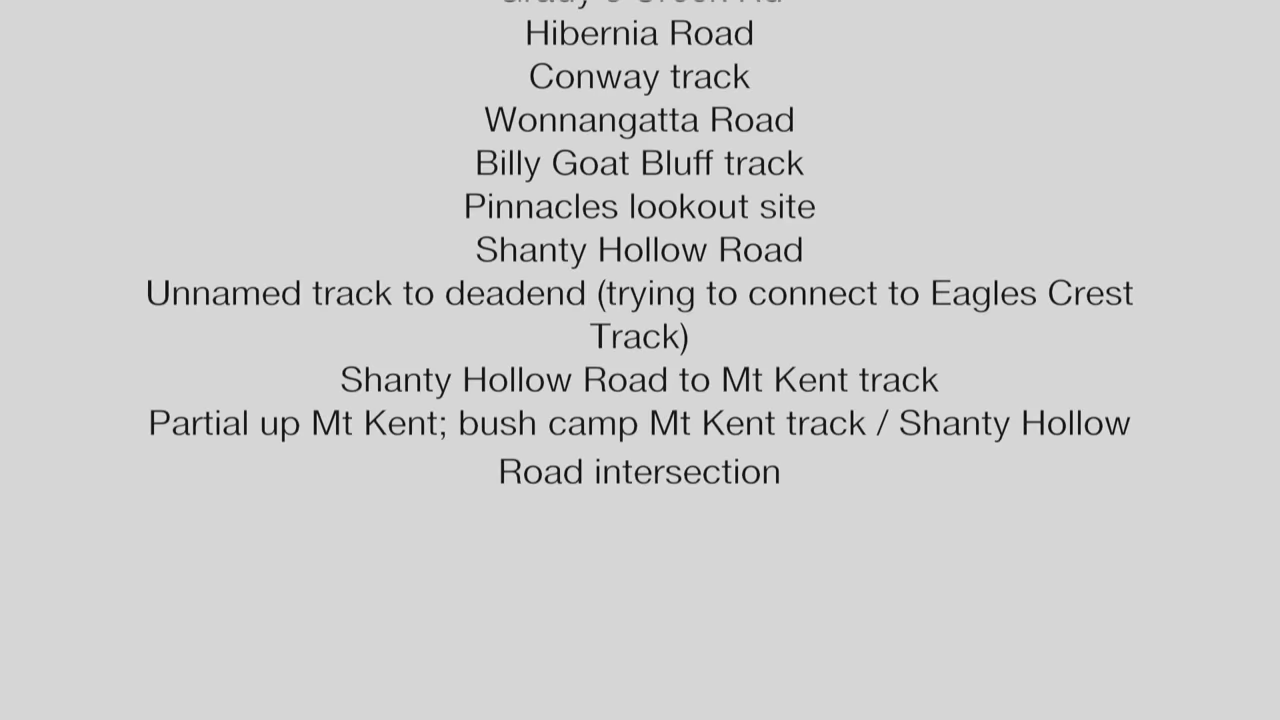 Hibernia Road
Conway track
Wonnangatta Road
Billy Goat Bluff track
Pinnacles lookout site
Shanty Hollow Road
Unnamed track to deadend (trying to connect to Eagles Crest
Track)
Shanty Hollow Road to Mt Kent track
Partial up Mt Kent; bush camp Mt Kent track / Shanty Hollow
Road intersection